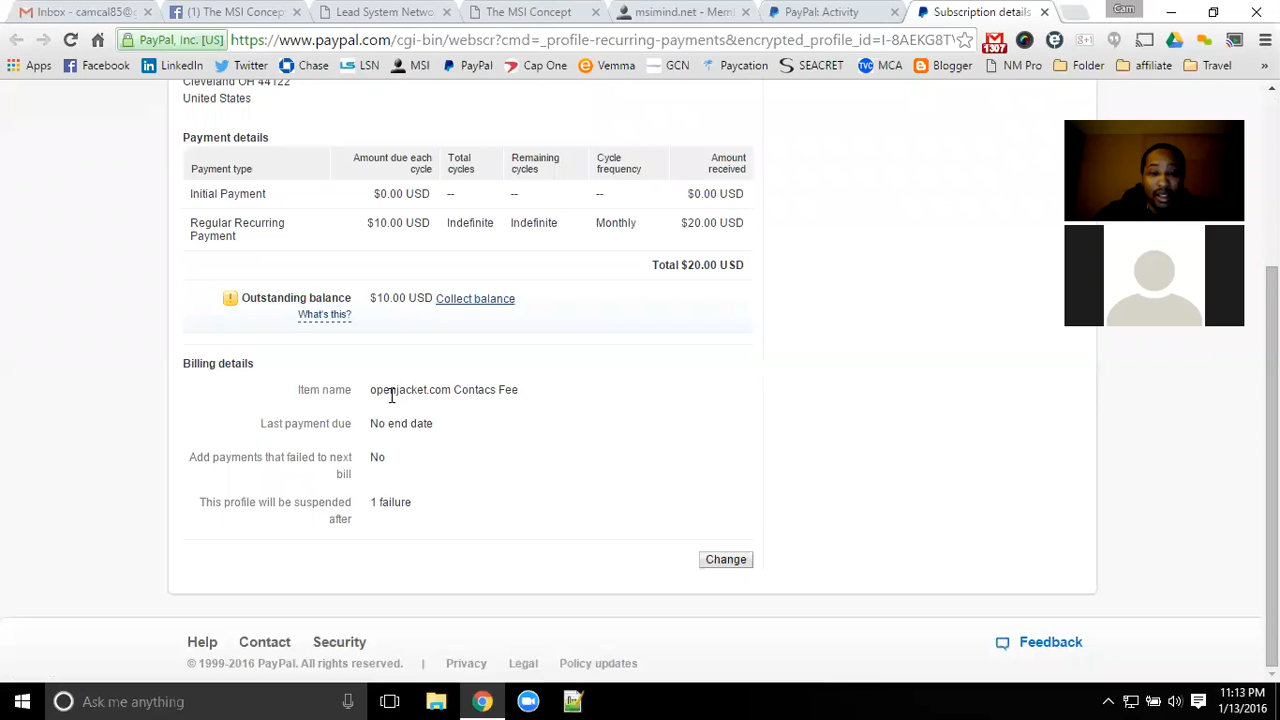 Inbox - camcal85@g
(1) The MSI Concep
Lead System Netwo
The MSI Concept
msimind.net - Mem
PayPal: Activity
Subscription details
Cam
PayPal, Inc. [US]
https://www.paypal.com/cgi-bin/webscr?cmd=_profile-recurring-payments&encrypted_profile_id=I-8AEKG8T
1307
Apps Facebook LinkedIn Twitter Chase LSN MSI PayPal Cap One Vemma GCN Paycation SEACRET MCA Blogger NM Pro Folder affiliate Travel »
Cleveland OH 44122
United States
Payment details
Payment type
Amount due each cycle
Total cycles
Remaining cycles
Cycle frequency
Amount received
Initial Payment $0.00 USD -- -- -- $0.00 USD
Regular Recurring Payment $10.00 USD Indefinite Indefinite Monthly $20.00 USD
Total $20.00 USD
Outstanding balance $10.00 USD Collect balance
What's this?
Billing details
Item name openjacket.com Contacs Fee
Last payment due No end date
Add payments that failed to next bill No
This profile will be suspended after 1 failure
Change
Help Contact Security
Feedback
© 1999-2016 PayPal. All rights reserved. | Privacy Legal Policy updates
Ask me anything
11:13 PM
1/13/2016